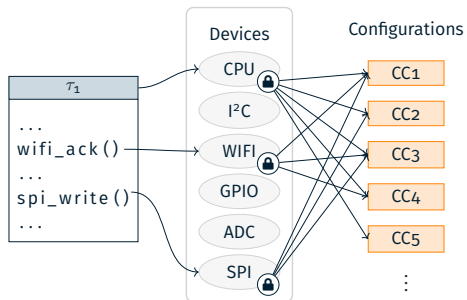 Devices
Configurations
τ1
...
wifi_ack()
...
spi_write()
...
CPU
I²C
WIFI
GPIO
ADC
SPI
CC1
CC2
CC3
CC4
CC5
⋮